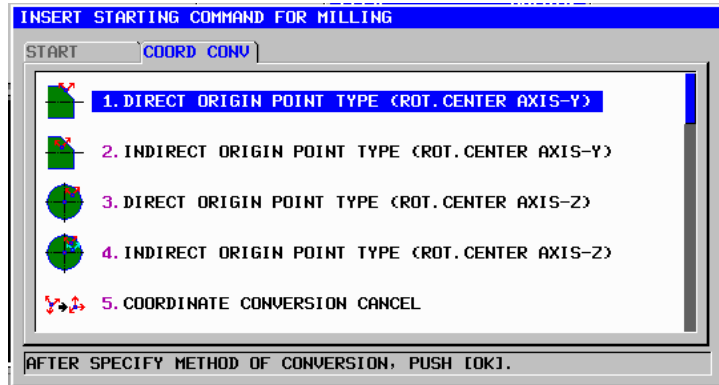 INSERT STARTING COMMAND FOR MILLING
START COORD CONV
1.DIRECT ORIGIN POINT TYPE (ROT.CENTER AXIS-Y)
2.INDIRECT ORIGIN POINT TYPE (ROT.CENTER AXIS-Y)
3.DIRECT ORIGIN POINT TYPE (ROT.CENTER AXIS-Z)
4.INDIRECT ORIGIN POINT TYPE (ROT.CENTER AXIS-Z)
5.COORDINATE CONVERSION CANCEL
AFTER SPECIFY METHOD OF CONVERSION, PUSH [OK].